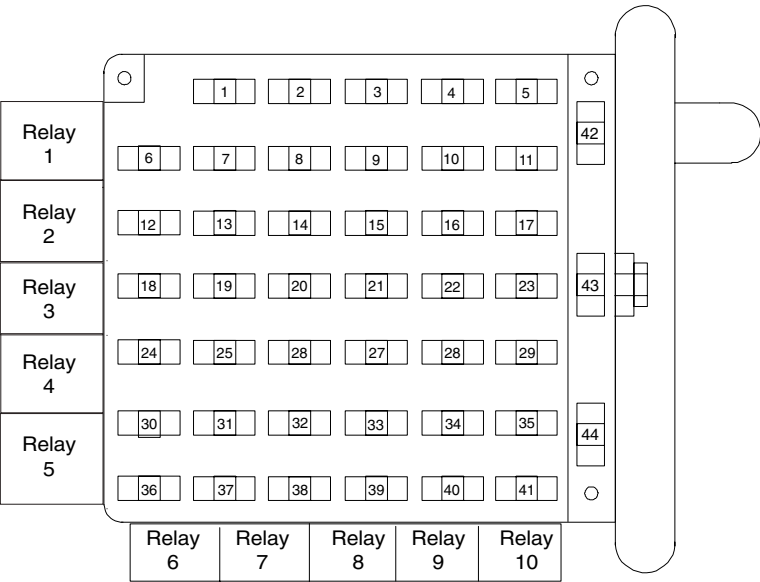 1 2 3 4 5
Relay
1
42
6 7 8 9 10 11
Relay
2
12 13 14 15 16 17
Relay
3
18 19 20 21 22 23 43
Relay
4
24 25 28 27 28 29
30 31 32 33 34 35
44
Relay
5
36 37 38 39 40 41
Relay
6
Relay
7
Relay
8
Relay
9
Relay
10